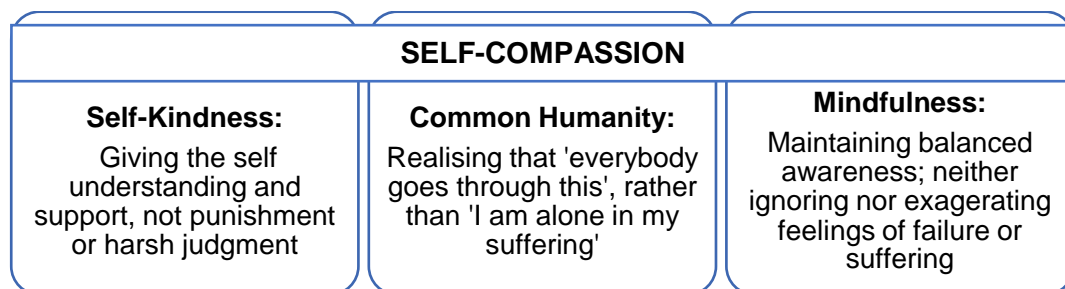 SELF-COMPASSION
Self-Kindness:
Giving the self
understanding and
support, not punishment
or harsh judgment
Common Humanity:
Realising that 'everybody
goes through this', rather
than 'I am alone in my
suffering'
Mindfulness:
Maintaining balanced
awareness; neither
ignoring nor exagerating
feelings of failure or
suffering